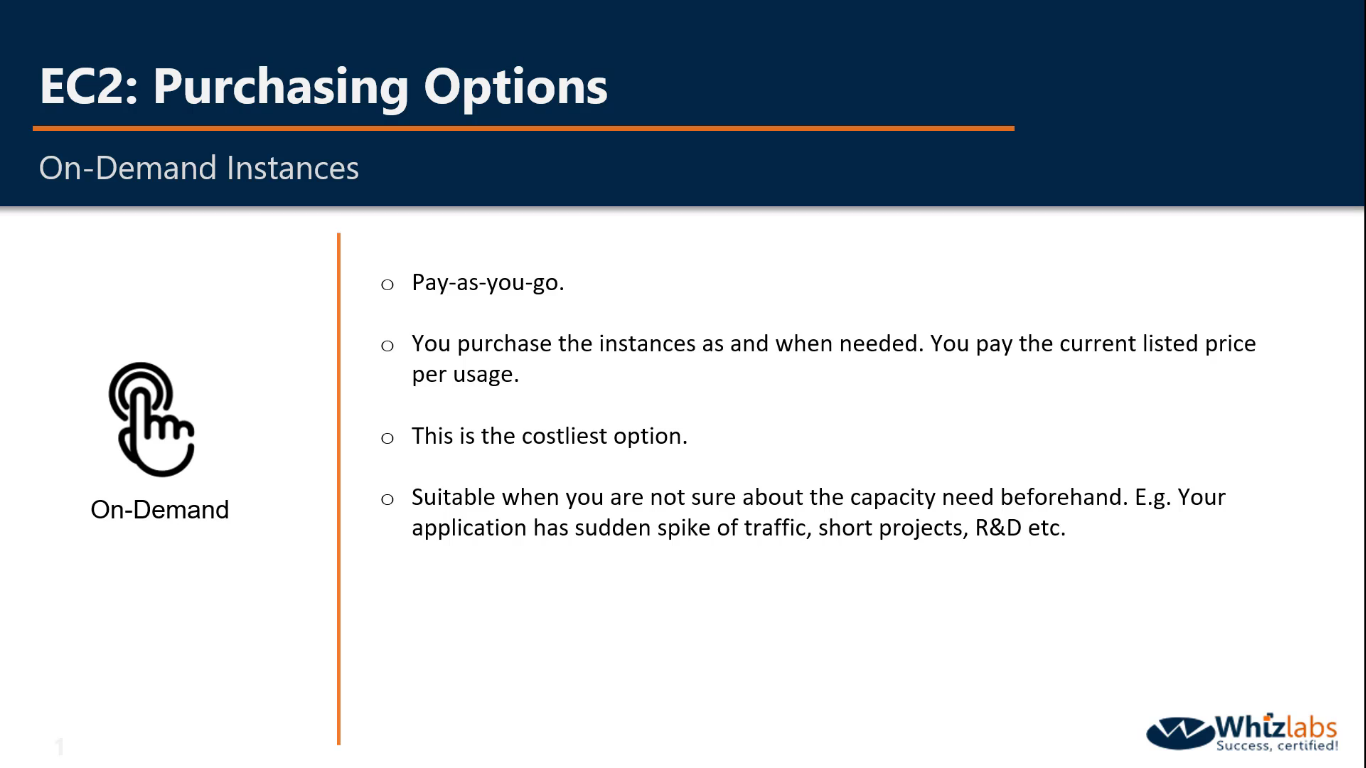 EC2: Purchasing Options
On-Demand Instances
o Pay-as-you-go.
o You purchase the instances as and when needed. You pay the current listed price
per usage.
o This is the costliest option.
o Suitable when you are not sure about the capacity need beforehand. E.g. Your
application has sudden spike of traffic, short projects, R&D etc.
On-Demand
1
Whizlabs
Success, certified!